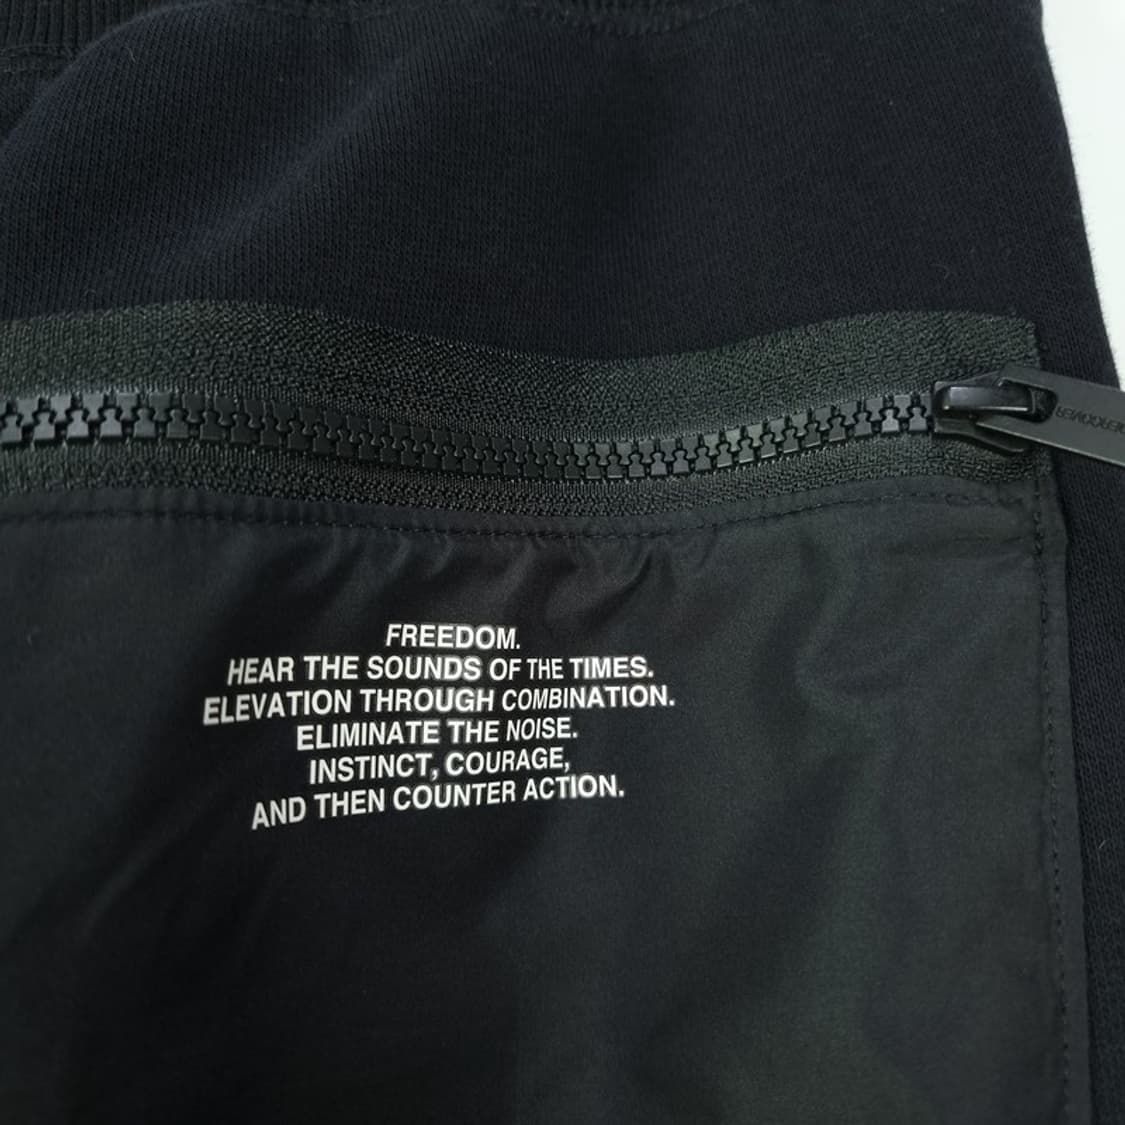 FREEDOM.
HEAR THE SOUNDS OF THE TIMES.
ELEVATION THROUGH COMBINATION.
ELIMINATE THE NOISE.
INSTINCT, COURAGE,
AND THEN COUNTER ACTION.